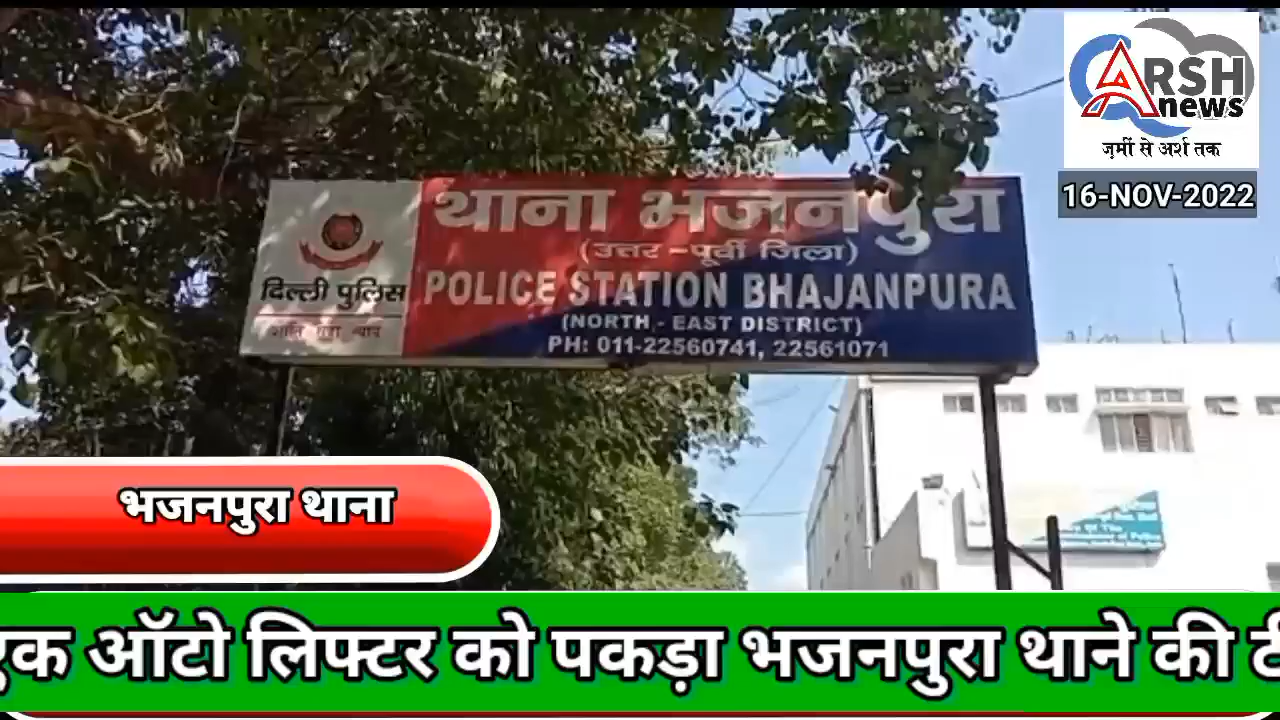 ARSH
news
ज़मीं से अर्श तक
16-NOV-2022
थाना भजनपुरा
(उत्तर -पूर्वी जिला)
दिल्ली पुलिस
POLICE STATION BHAJANPURA
(NORTH - EAST DISTRICT)
PH: 011-22560741, 22561071
भजनपुरा थाना
एक ऑटो लिफ्टर को पकड़ा भजनपुरा थाने की